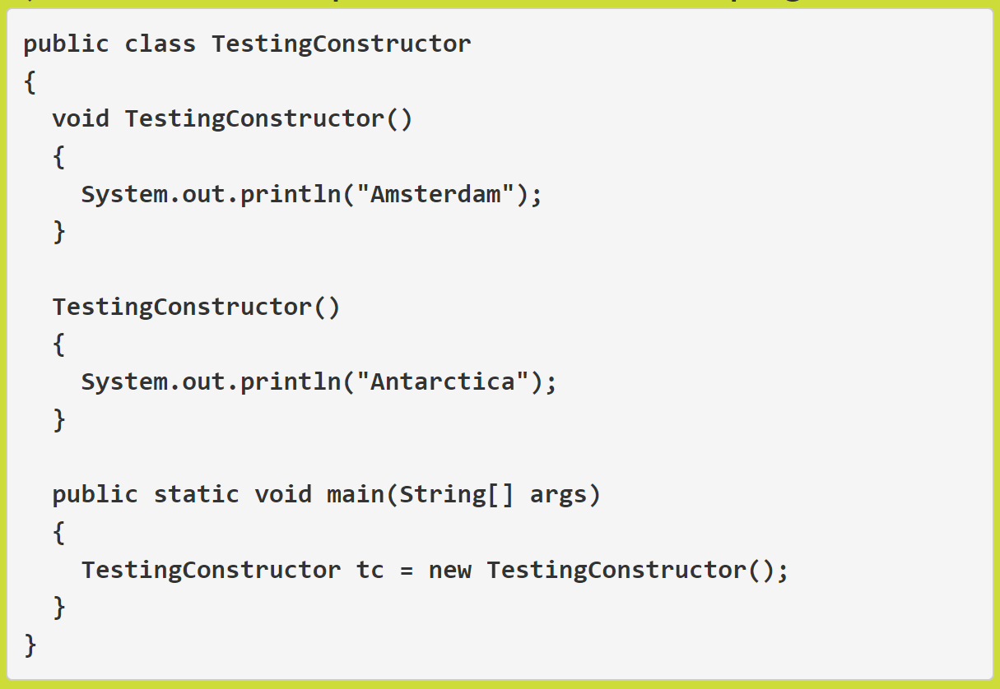 public class TestingConstructor
{
  void TestingConstructor()
  {
    System.out.println("Amsterdam");
  }

  TestingConstructor()
  {
    System.out.println("Antarctica");
  }

  public static void main(String[] args)
  {
    TestingConstructor tc = new TestingConstructor();
  }
}